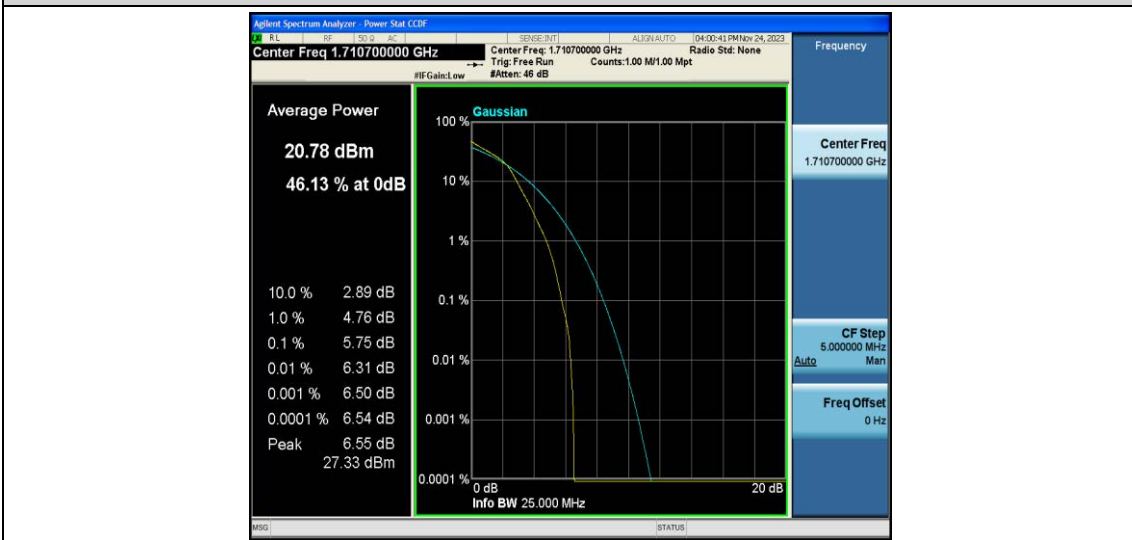 Agilent Spectrum Analyzer - Power Stat CCDF
LXI RL RF 50 Ω AC SENSE:INT ALIGN AUTO 04:00:41 PM Nov 24, 2023
Center Freq 1.710700000 GHz
Center Freq: 1.710700000 GHz Radio Std: None
Trig: Free Run Counts:1.00 M/1.00 Mpt
#IFGain:Low #Atten: 46 dB
Frequency
Average Power
20.78 dBm
46.13 % at 0dB
10.0 % 2.89 dB
1.0 % 4.76 dB
0.1 % 5.75 dB
0.01 % 6.31 dB
0.001 % 6.50 dB
0.0001 % 6.54 dB
Peak 6.55 dB
27.33 dBm
Gaussian
100 %
10 %
1 %
0.1 %
0.01 %
0.001 %
0.0001 %
0 dB 20 dB
Info BW 25.000 MHz
Center Freq
1.710700000 GHz
CF Step
5.000000 MHz
Auto Man
Freq Offset
0 Hz
MSG STATUS